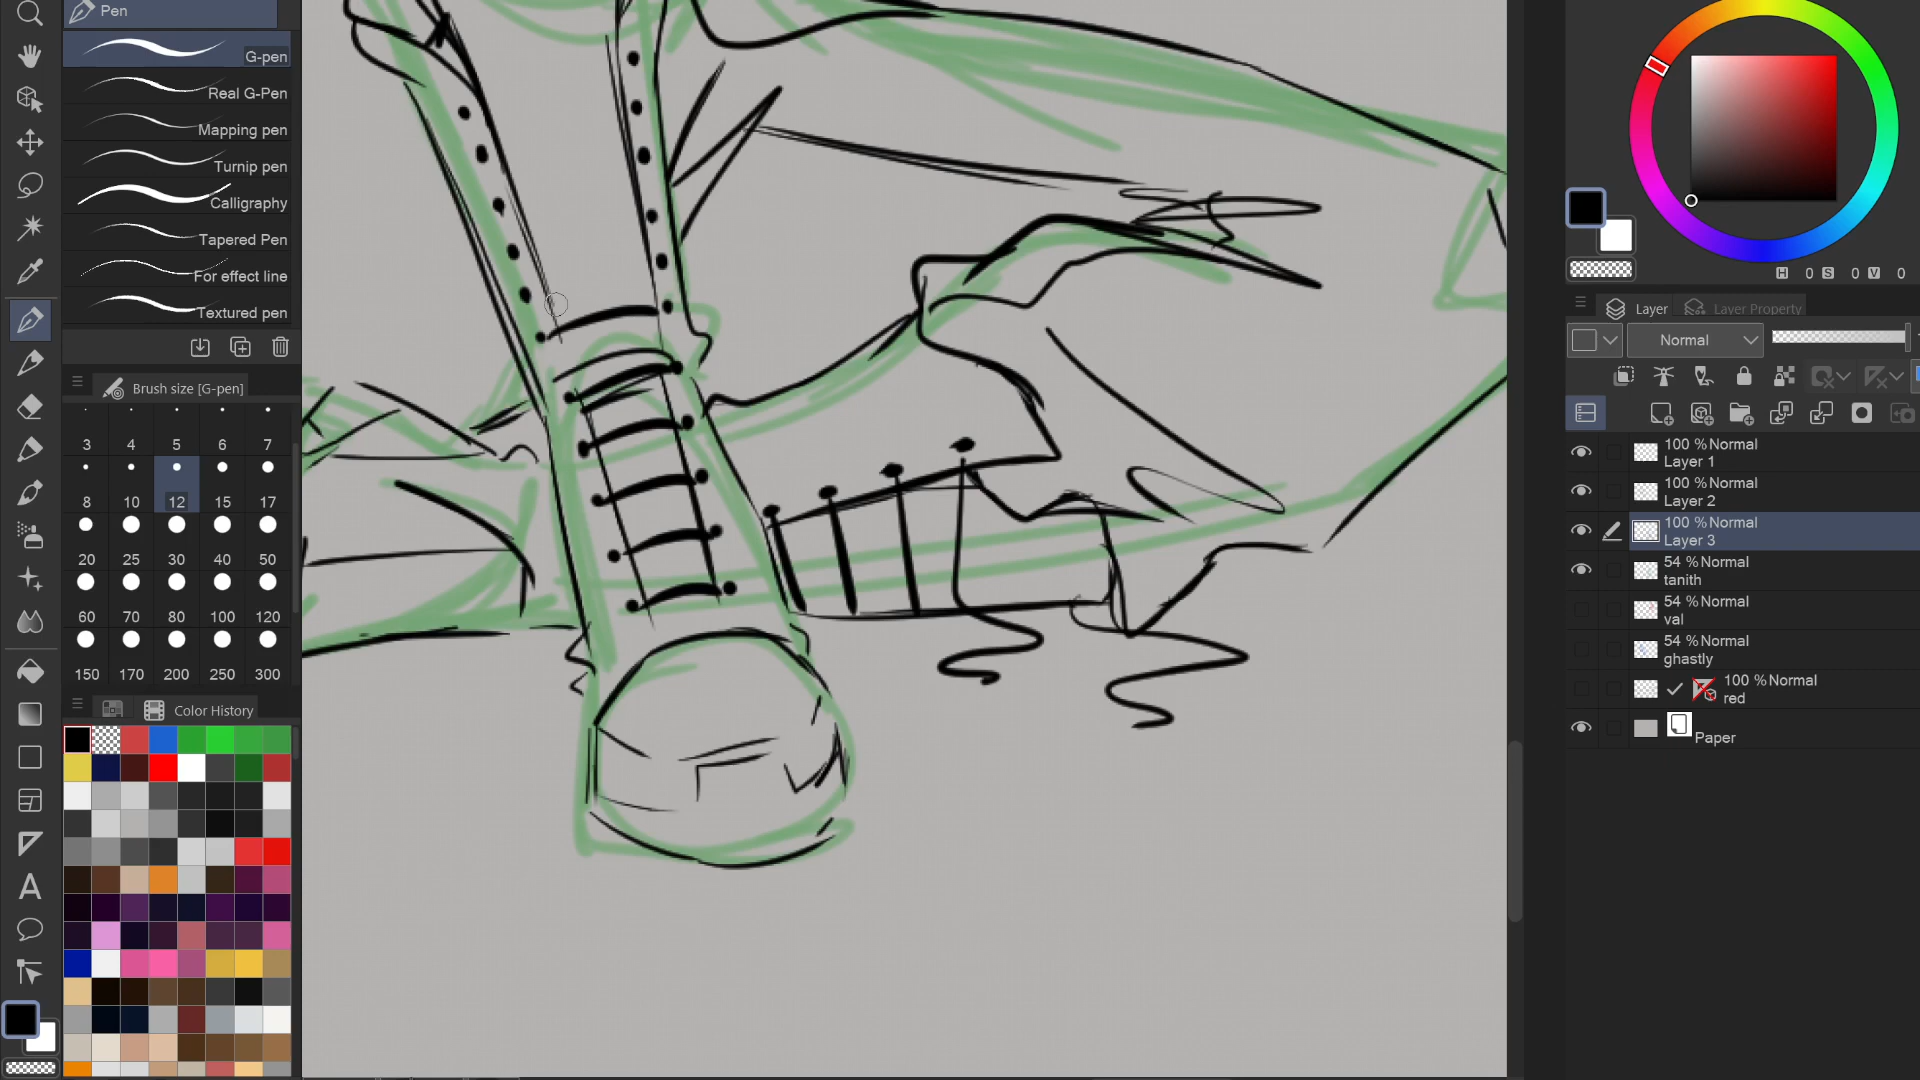 Pen
G-pen
Real G-Pen
Mapping pen
Turnip pen
Calligraphy
Tapered Pen
For effect line
Textured pen
Brush size [G-pen]
3 4 5 6 7
8 10 12 15 17
20 25 30 40 50
60 70 80 100 120
150 170 200 250 300
Color History
H 0 S 0 V 0
Layer Layer Property
Normal
100 % Normal
Layer 1
100 % Normal
Layer 2
100 % Normal
Layer 3
54 % Normal
tanith
54 % Normal
val
54 % Normal
ghastly
100 % Normal
red
Paper